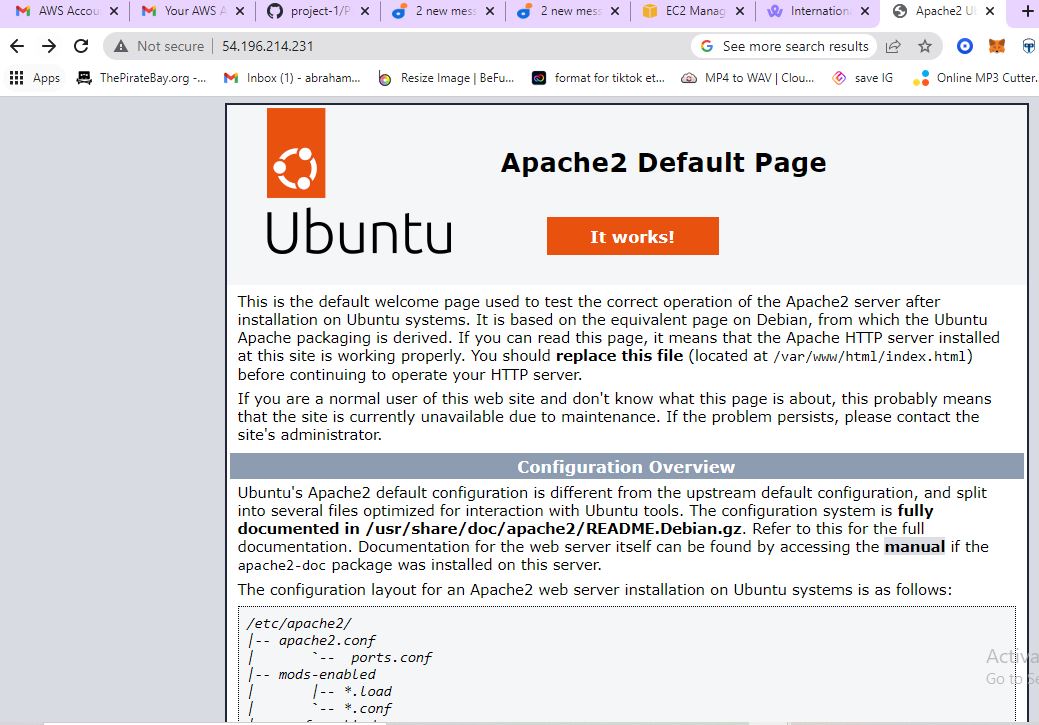 AWS Accou
Your AWS A
project-1/P
2 new mess
2 new mess
EC2 Manag
Internation
Apache2 U
Not secure
54.196.214.231
See more search results
Apps
ThePirateBay.org -...
Inbox (1) - abraham...
Resize Image | BeFu...
format for tiktok et...
MP4 to WAV | Clou...
save IG
Online MP3 Cutter.
Ubuntu
Apache2 Default Page
It works!
This is the default welcome page used to test the correct operation of the Apache2 server after
installation on Ubuntu systems. It is based on the equivalent page on Debian, from which the Ubuntu
Apache packaging is derived. If you can read this page, it means that the Apache HTTP server installed
at this site is working properly. You should replace this file (located at /var/www/html/index.html)
before continuing to operate your HTTP server.
If you are a normal user of this web site and don't know what this page is about, this probably means
that the site is currently unavailable due to maintenance. If the problem persists, please contact the
site's administrator.
Configuration Overview
Ubuntu's Apache2 default configuration is different from the upstream default configuration, and split
into several files optimized for interaction with Ubuntu tools. The configuration system is fully
documented in /usr/share/doc/apache2/README.Debian.gz. Refer to this for the full
documentation. Documentation for the web server itself can be found by accessing the manual if the
apache2-doc package was installed on this server.
The configuration layout for an Apache2 web server installation on Ubuntu systems is as follows:
/etc/apache2/
|-- apache2.conf
|       `--  ports.conf
|-- mods-enabled
|       |-- *.load
|       `-- *.conf
Activa
Go to Se